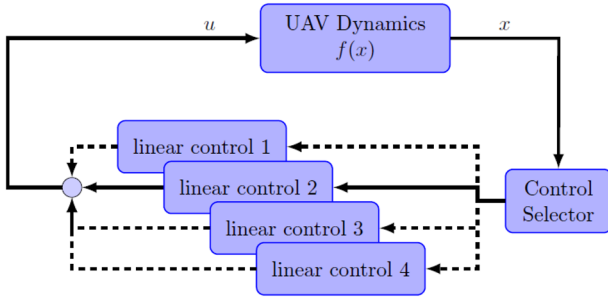 u
UAV Dynamics
f(x)
x
linear control 1
linear control 2
linear control 3
linear control 4
Control
Selector